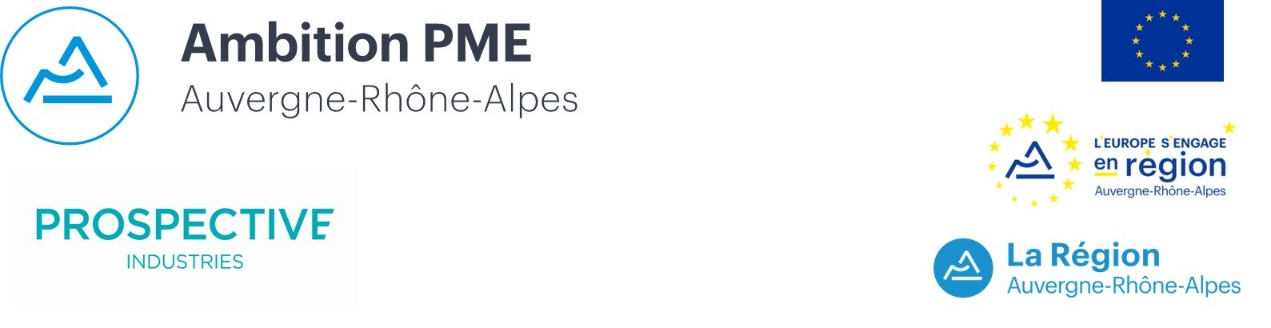 Ambition PME
Auvergne-Rhône-Alpes
PROSPECTIVE
INDUSTRIES
L'EUROPE S'ENGAGE
en région
Auvergne-Rhône-Alpes
La Région
Auvergne-Rhône-Alpes